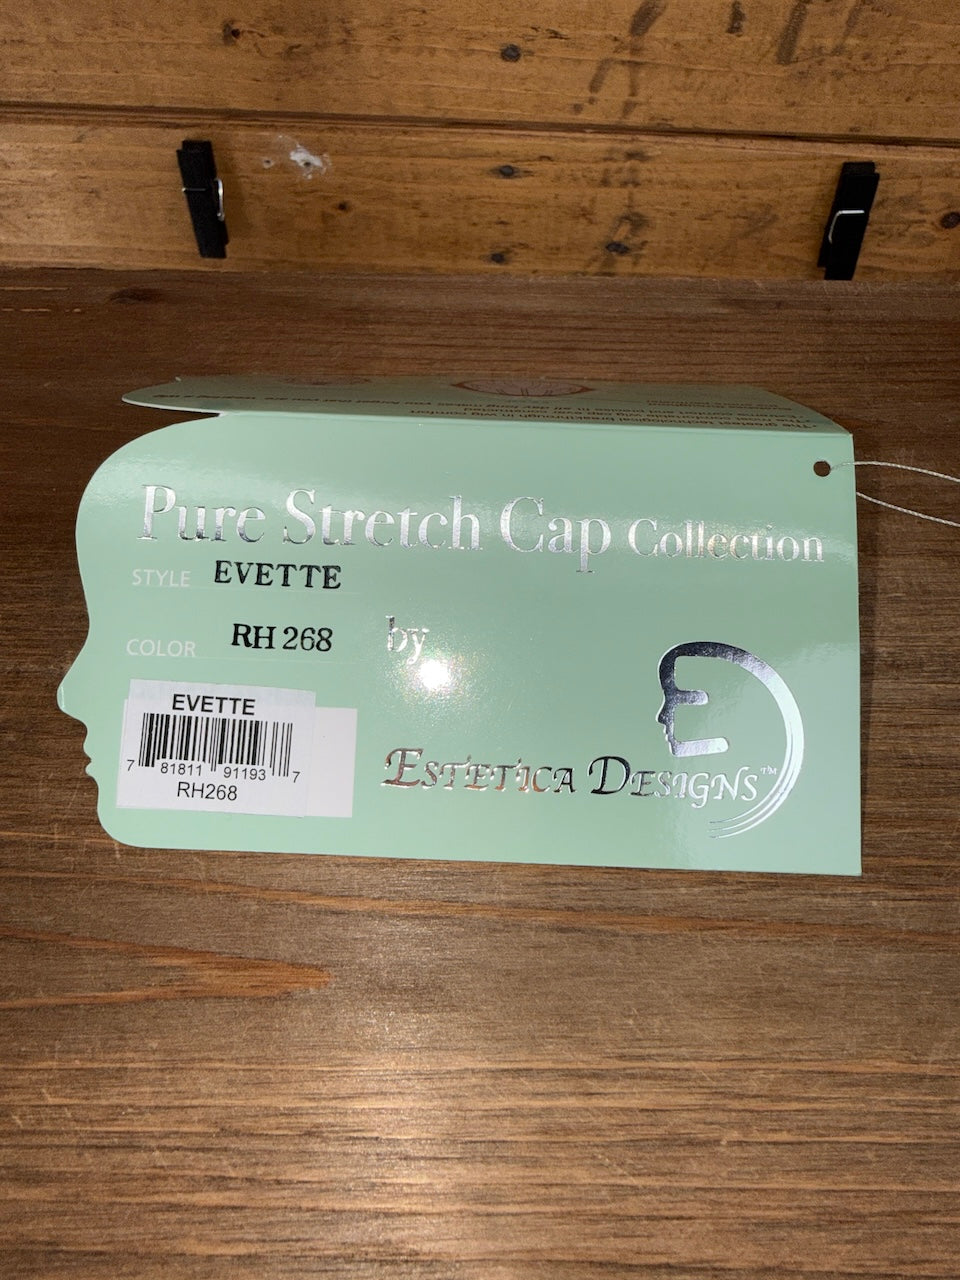 Pure Stretch Cap Collection
STYLE EVETTE
COLOR RH 268
by
EVETTE
7 81811 91193 7
RH268
ESTETICA DESIGNS™